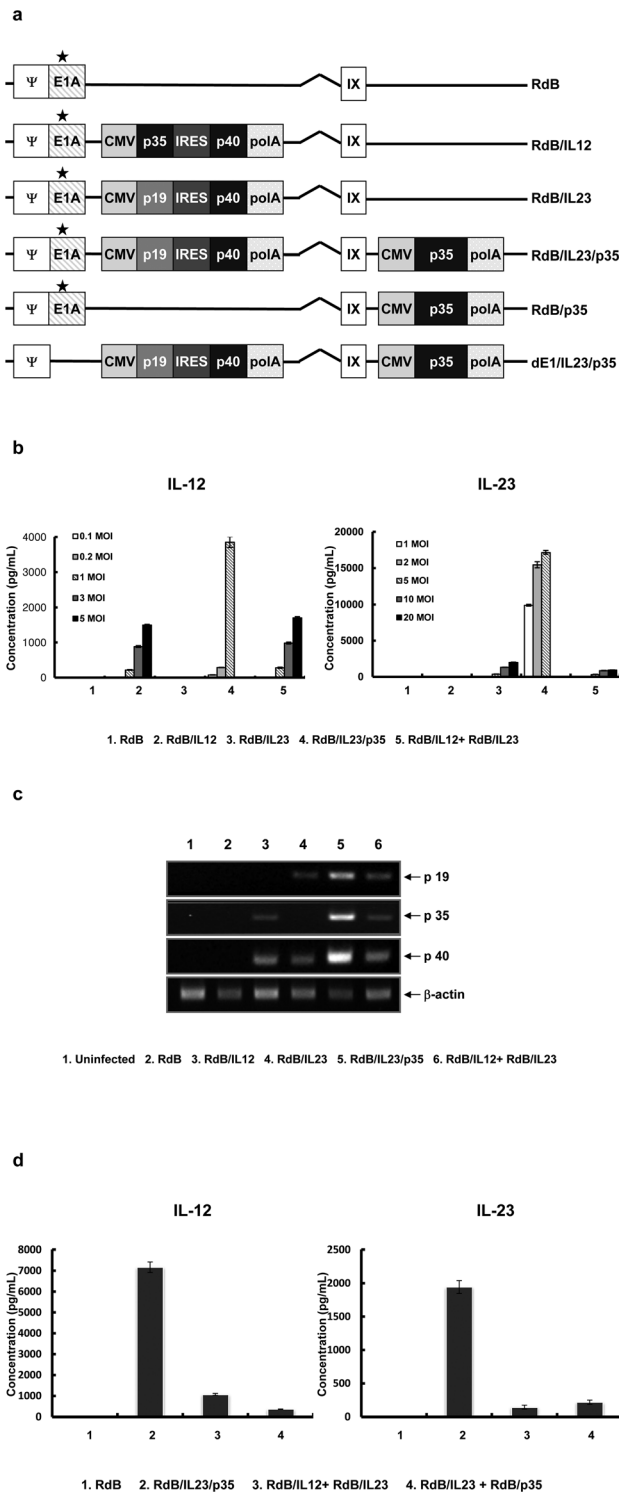 a
★
Ψ E1A IX RdB
★
Ψ E1A CMV p35 IRES p40 polA IX RdB/IL12
★
Ψ E1A CMV p19 IRES p40 polA IX RdB/IL23
★
Ψ E1A CMV p19 IRES p40 polA IX CMV p35 polA RdB/IL23/p35
★
Ψ E1A IX CMV p35 polA RdB/p35
Ψ CMV p19 IRES p40 polA IX CMV p35 polA dE1/IL23/p35
b
IL-12
Concentration (pg/mL)
4000
3000
2000
1000
0
0.1 MOI
0.2 MOI
1 MOI
3 MOI
5 MOI
1 2 3 4 5
IL-23
Concentration (pg/mL)
20000
15000
10000
5000
0
1 MOI
2 MOI
5 MOI
10 MOI
20 MOI
1 2 3 4 5
1. RdB 2. RdB/IL12 3. RdB/IL23 4. RdB/IL23/p35 5. RdB/IL12+ RdB/IL23
c
1 2 3 4 5 6
← p 19
← p 35
← p 40
← β-actin
1. Uninfected 2. RdB 3. RdB/IL12 4. RdB/IL23 5. RdB/IL23/p35 6. RdB/IL12+ RdB/IL23
d
IL-12
Concentration (pg/mL)
8000
7000
6000
5000
4000
3000
2000
1000
0
1 2 3 4
IL-23
Concentration (pg/mL)
2500
2000
1500
1000
500
0
1 2 3 4
1. RdB 2. RdB/IL23/p35 3. RdB/IL12+ RdB/IL23 4. RdB/IL23 + RdB/p35